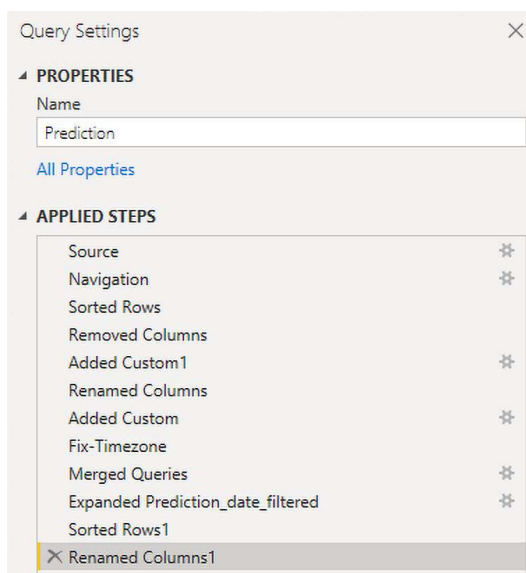 Query Settings
PROPERTIES
Name
Prediction
All Properties
APPLIED STEPS
Source
Navigation
Sorted Rows
Removed Columns
Added Custom1
Renamed Columns
Added Custom
Fix-Timezone
Merged Queries
Expanded Prediction_date_filtered
Sorted Rows1
Renamed Columns1